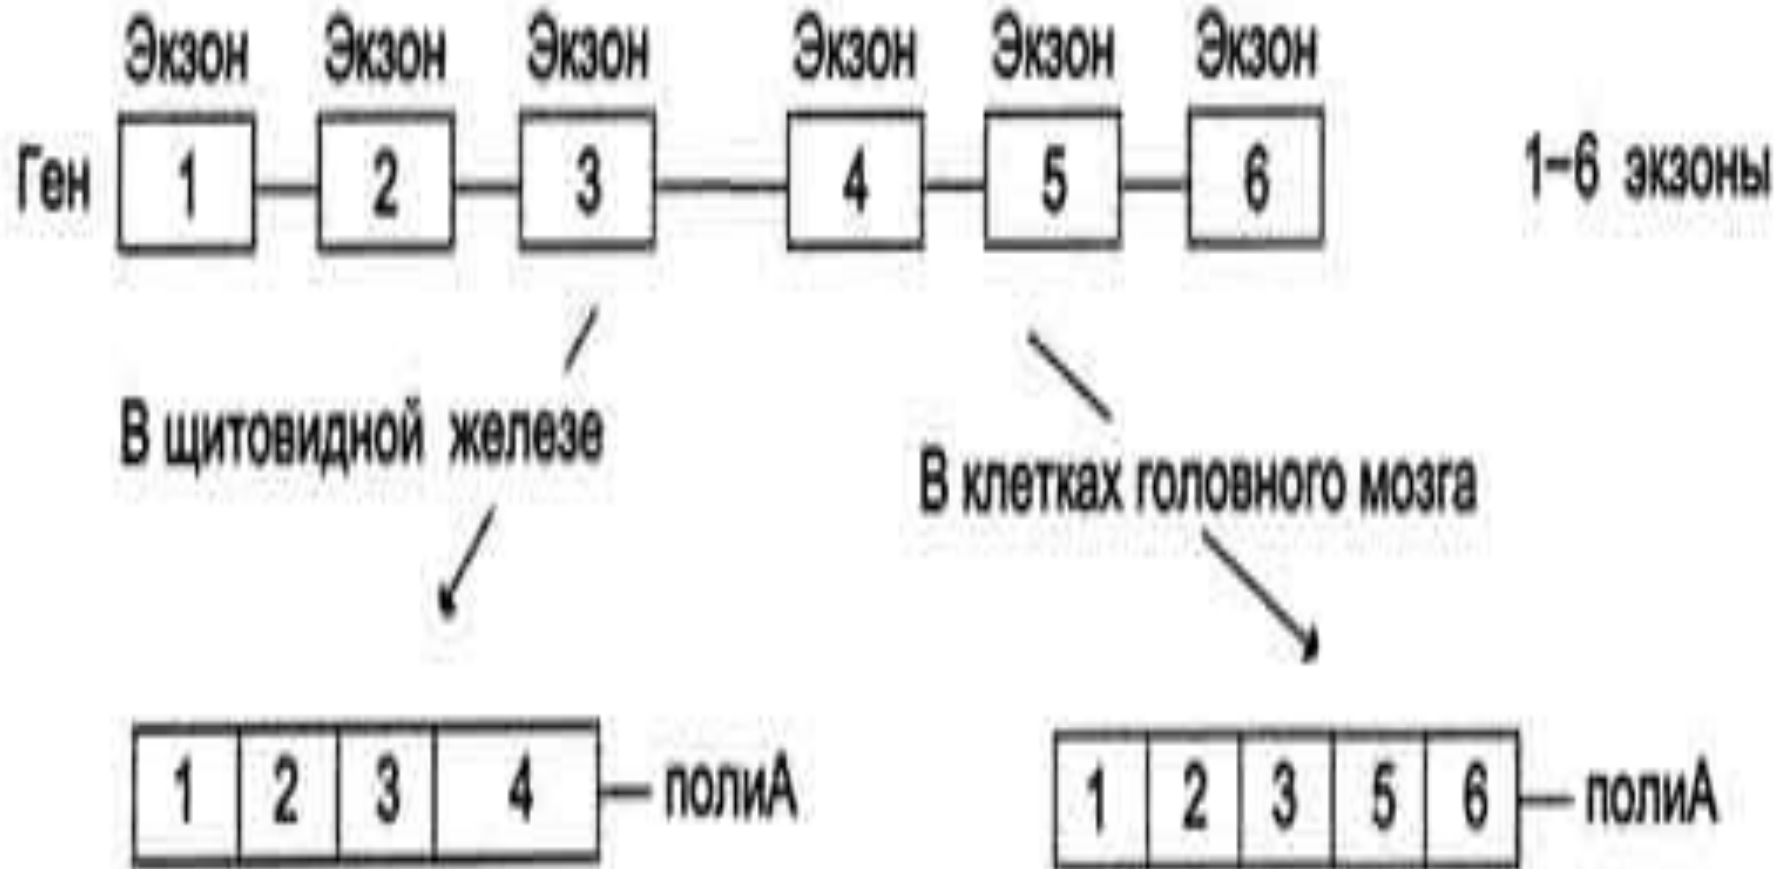 Экзон Экзон Экзон Экзон Экзон Экзон
Ген 1 2 3 4 5 6 1-6 экзоны
В щитовидной железе
В клетках головного мозга
1 2 3 4 полиА
1 2 3 5 6 полиА